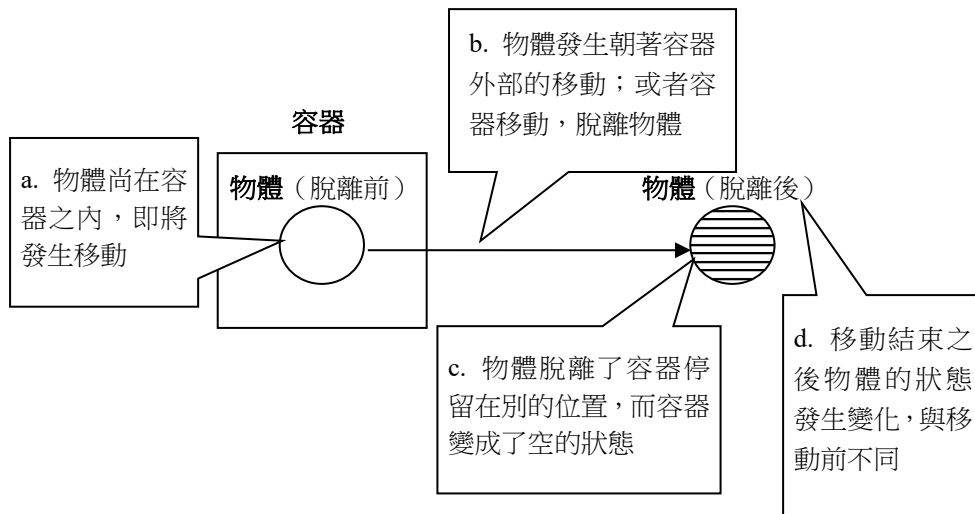 b. 物體發生朝著容器
外部的移動；或者容
器移動，脫離物體
容器
a. 物體尚在容
器之內，即將
發生移動
物體（脫離前）
物體（脫離後）
c. 物體脫離了容器停
留在別的位置，而容器
變成了空的狀態
d. 移動結束之
後物體的狀態
發生變化，與移
動前不同